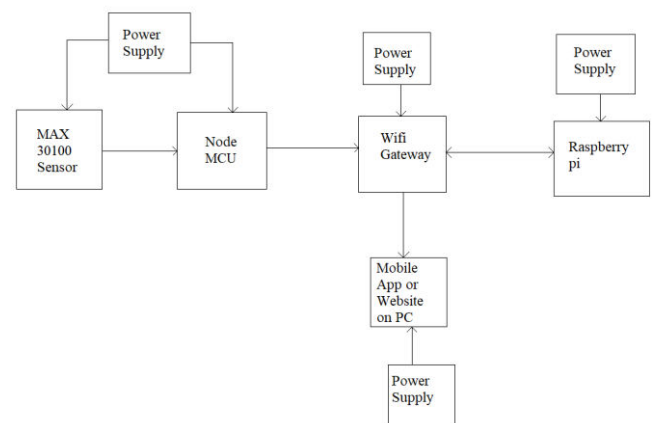 Power
Supply
Power
Supply
Power
Supply
MAX
30100
Sensor
Node
MCU
Wifi
Gateway
Raspberry
pi
Mobile
App or
Website
on PC
Power
Supply